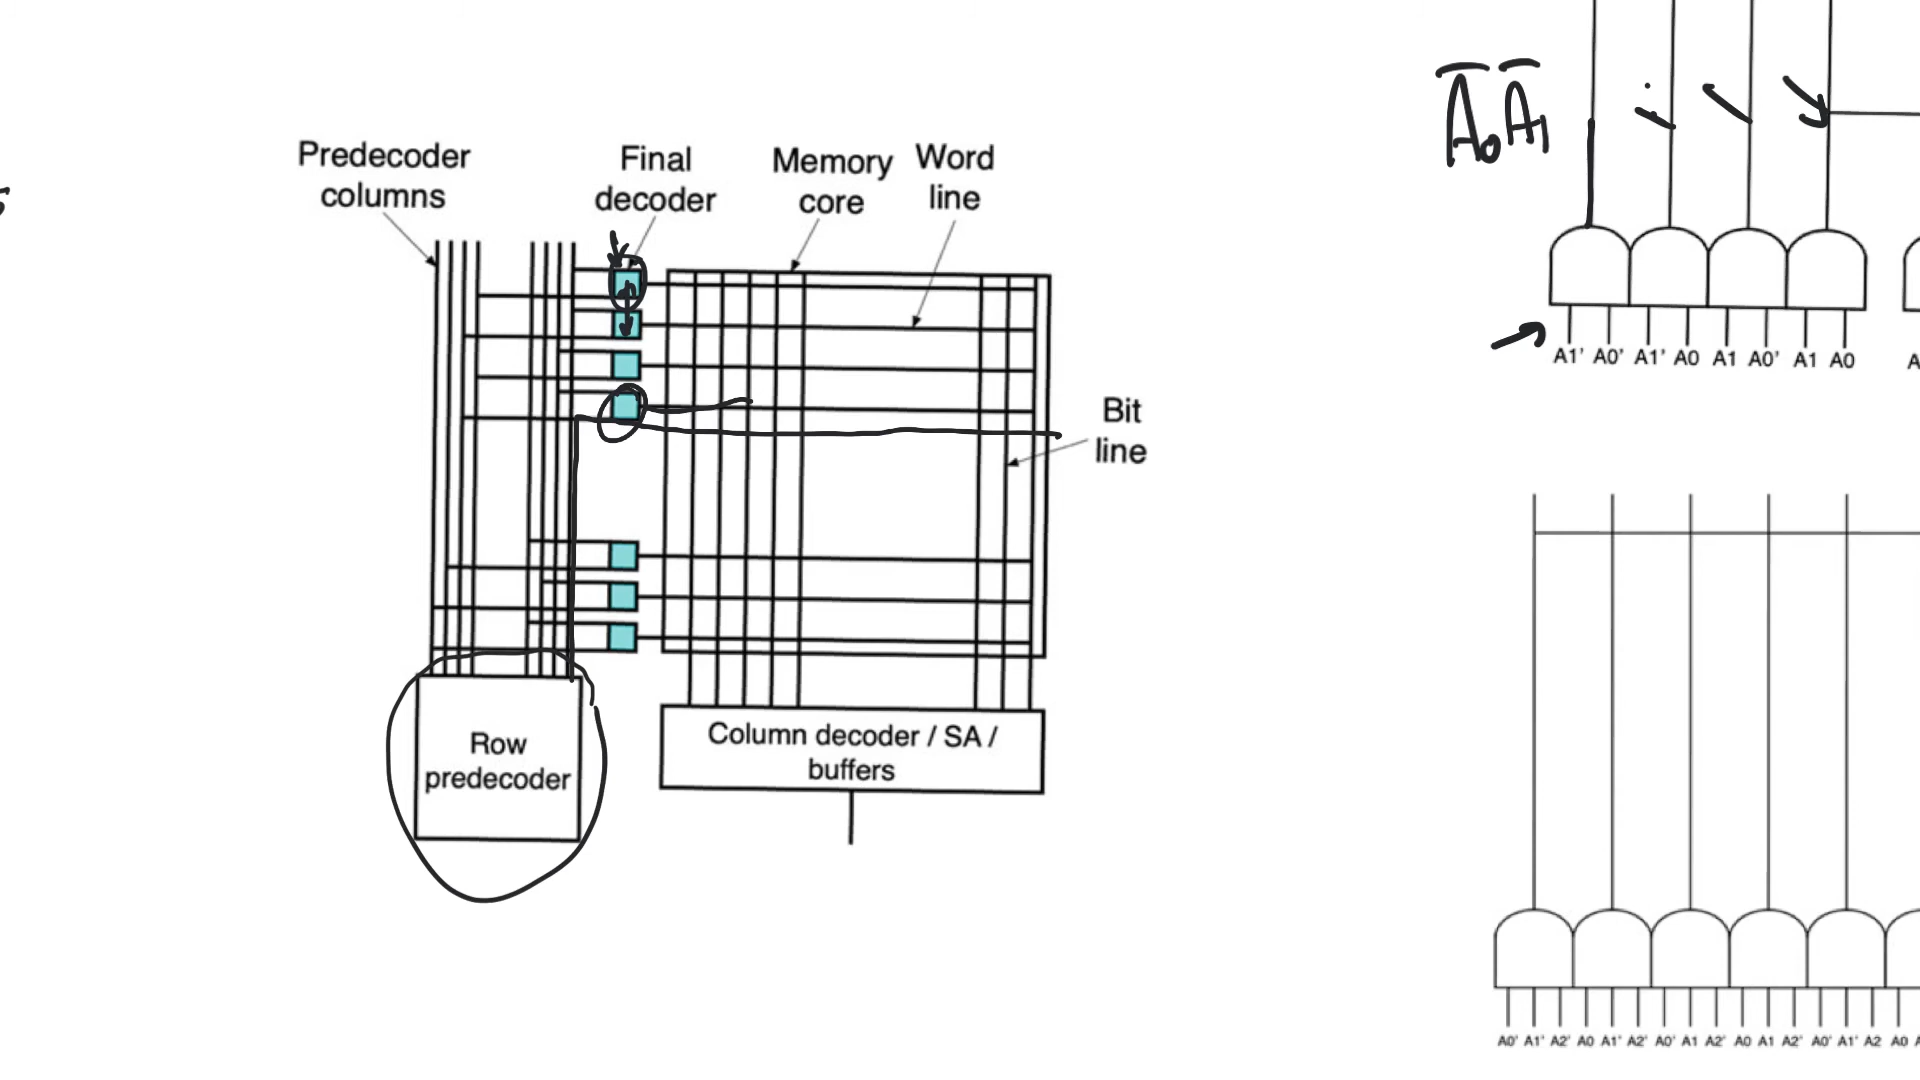 Predecoder
columns
Final
decoder
Memory
core
Word
line
Bit
line
Row
predecoder
Column decoder / SA /
buffers
A̅₀ A̅₁
A1' A0' A1' A0 A1 A0' A1 A0
A0' A1' A2' A0 A1' A2' A0' A1 A2' A0 A1 A2' A0' A1' A2 A0